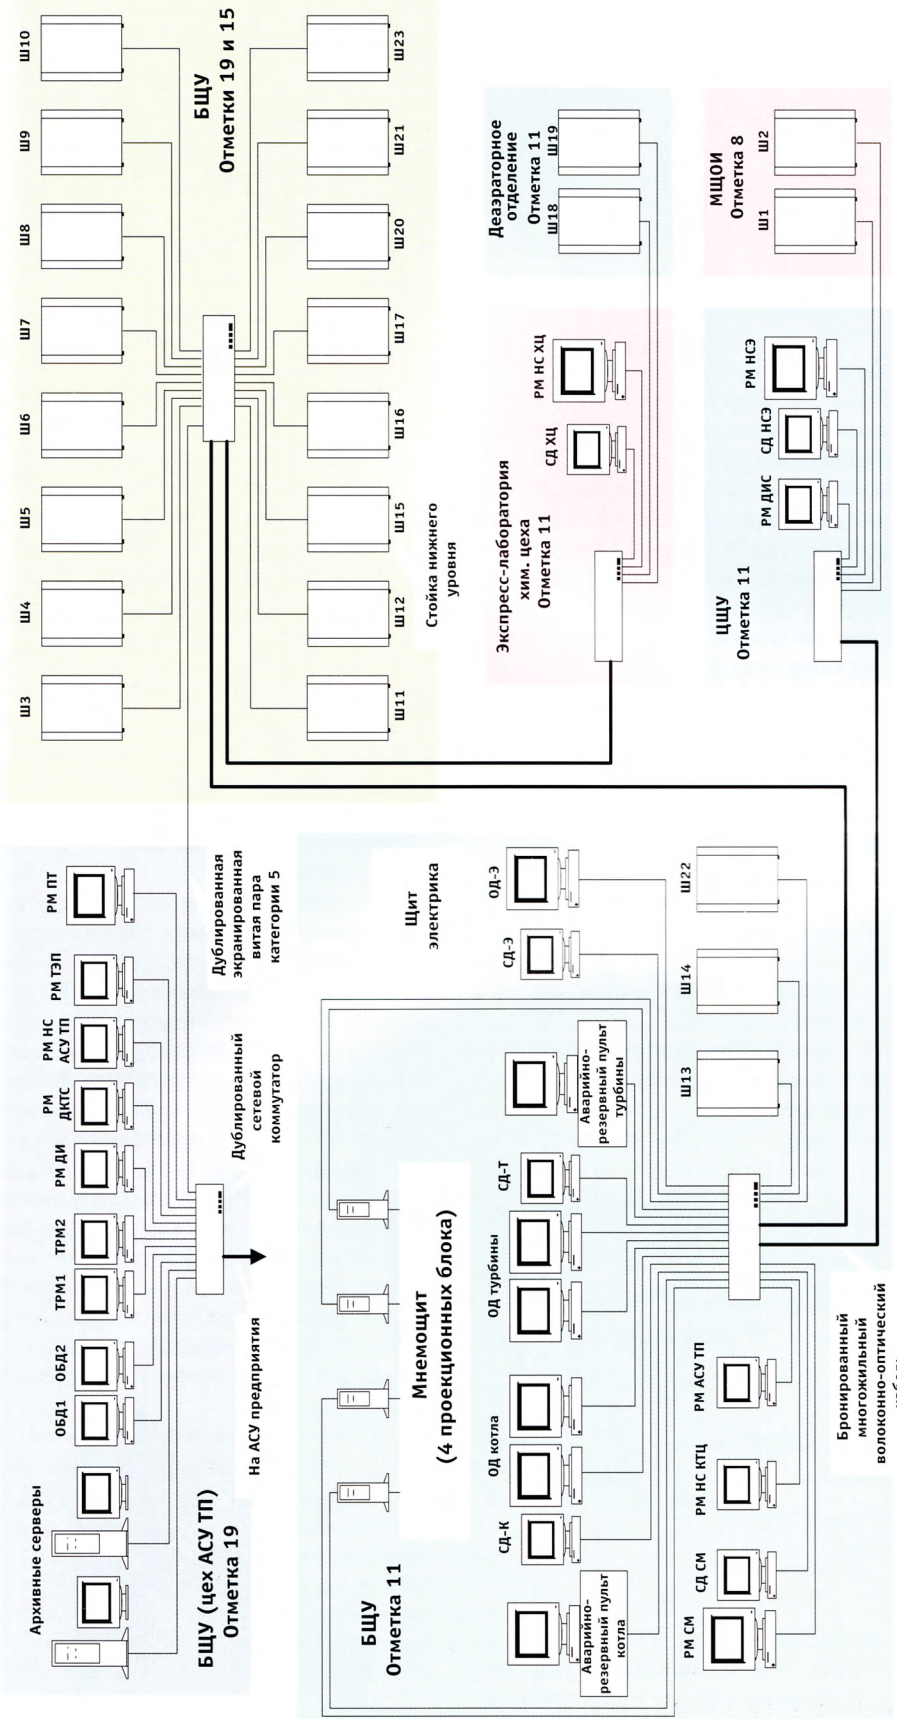 Архивные серверы
ОБД1
ОБД2
ТРМ1
ТРМ2
РМ ДИ
РМ
ДКТС
РМ НС
АСУ ТП
РМ ТЭП
РМ ПТ
БЩУ (цех АСУ ТП)
Отметка 19
На АСУ предприятия
Дублированный
сетевой
коммутатор
Дублированная
экранированная
витая пара
категории 5
Ш3
Ш4
Ш5
Ш6
Ш7
Ш8
Ш9
Ш10
БЩУ
Отметки 19 и 15
Ш11
Ш12
Ш15
Ш16
Ш17
Ш20
Ш21
Ш23
Стойка нижнего
уровня
БЩУ
Отметка 11
Мнемощит
(4 проекционных блока)
Щит
электрика
Аварийно-
резервный пульт
котла
СД-К
ОД котла
ОД турбины
СД-Т
Аварийно-
резервный пульт
турбины
СД-Э
ОД-Э
РМ СМ
СД СМ
РМ НС КТЦ
РМ АСУ ТП
Ш13
Ш14
Ш22
Бронированный
многожильный
волоконно-оптический
Экспресс-лаборатория
хим. цеха
Отметка 11
СД ХЦ
РМ НС ХЦ
Деаэраторное
отделение
Отметка 11
Ш18
Ш19
ЦЩУ
Отметка 11
РМ ДИС
СД НСЭ
РМ НСЭ
МЩОИ
Отметка 8
Ш1
Ш2